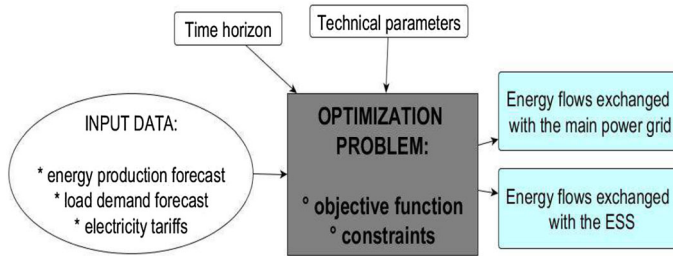 Time horizon
Technical parameters
INPUT DATA:
* energy production forecast
* load demand forecast
* electricity tariffs
OPTIMIZATION
PROBLEM:
° objective function
° constraints
Energy flows exchanged
with the main power grid
Energy flows exchanged
with the ESS